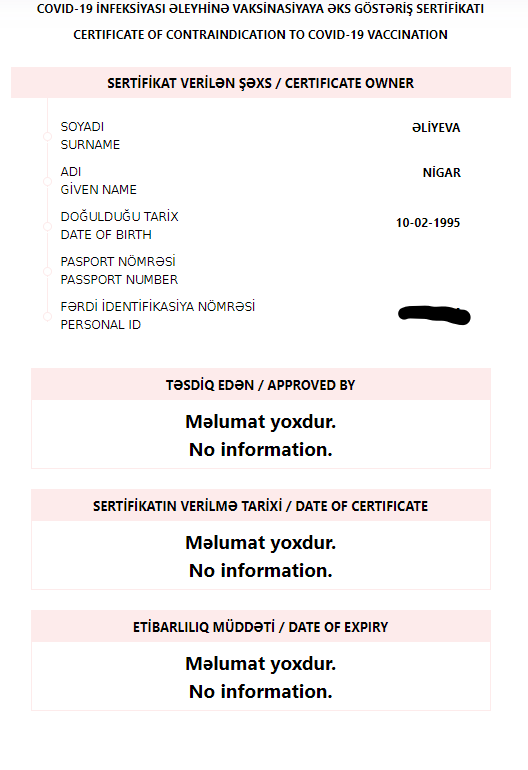 COVID-19 İNFEKSİYASI ƏLEYHİNƏ VAKSİNASİYAYA ƏKS GÖSTƏRİŞ SERTİFİKATI
CERTIFICATE OF CONTRAINDICATION TO COVID-19 VACCINATION
SERTİFİKAT VERİLƏN ŞƏXS / CERTIFICATE OWNER
SOYADI
SURNAME
ƏLİYEVA
ADI
GİVEN NAME
NİGAR
DOĞULDUĞU TARİX
DATE OF BIRTH
10-02-1995
PASPORT NÖMRƏSİ
PASSPORT NUMBER
FƏRDİ İDENTİFİKASİYA NÖMRƏSİ
PERSONAL ID
TƏSDİQ EDƏN / APPROVED BY
Məlumat yoxdur.
No information.
SERTİFİKATIN VERİLMƏ TARİXİ / DATE OF CERTIFICATE
Məlumat yoxdur.
No information.
ETİBARLILIQ MÜDDƏTİ / DATE OF EXPIRY
Məlumat yoxdur.
No information.